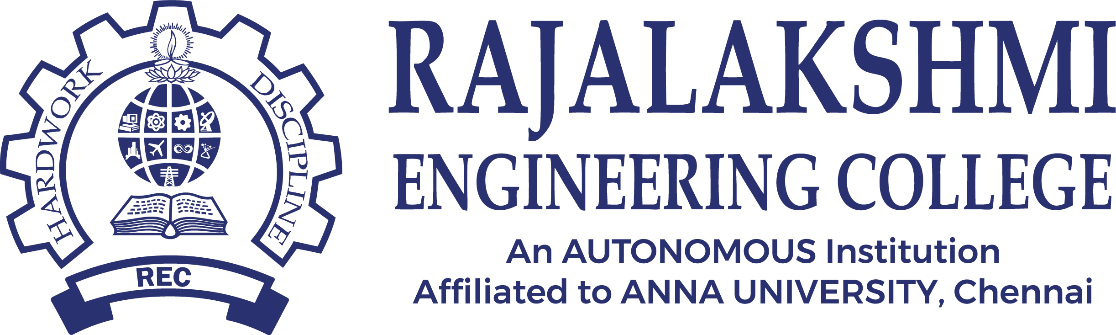 HARDWORK
DISCIPLINE
REC
RAJALAKSHMI
ENGINEERING COLLEGE
An AUTONOMOUS Institution
Affiliated to ANNA UNIVERSITY, Chennai